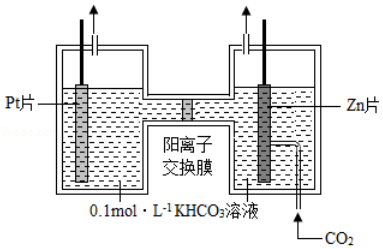 Pt片
Zn片
阳离子
交换膜
0.1mol · L-1 KHCO3溶液
CO2